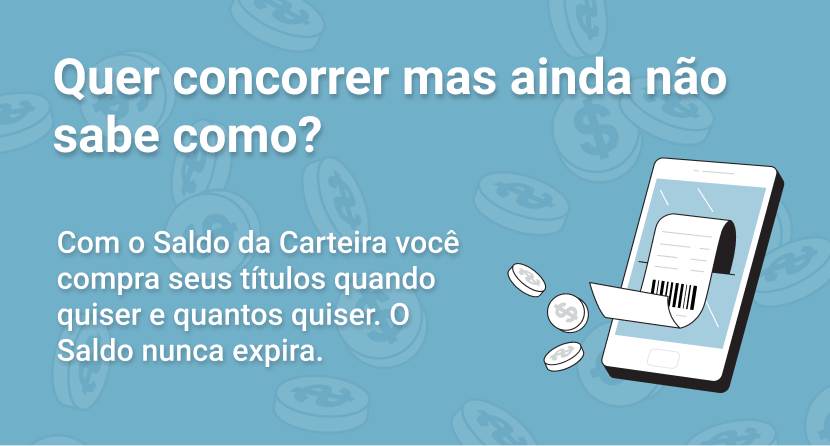 Quer concorrer mas ainda não
sabe como?
Com o Saldo da Carteira você
compra seus títulos quando
quiser e quantos quiser. O
Saldo nunca expira.